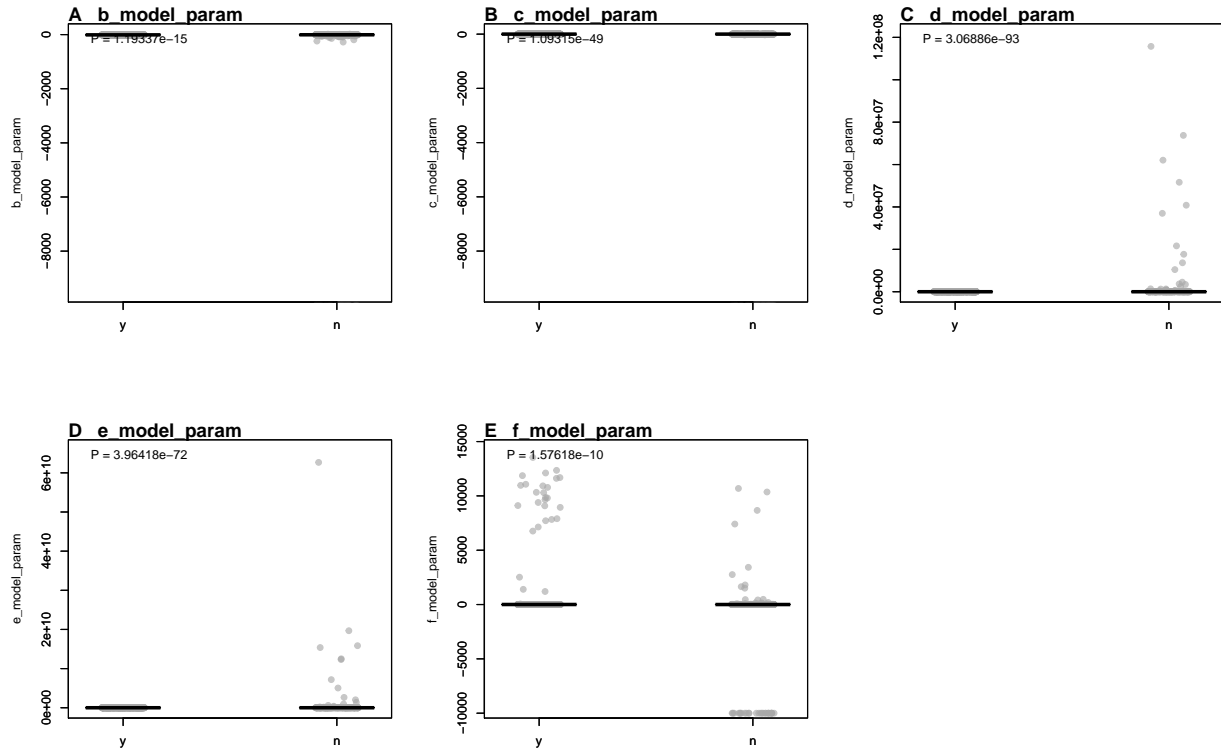 A b_model_param
P = 1.19337e−15
b_model_param
0
−2000
−4000
−6000
−8000
y n
B c_model_param
P = 1.09315e−49
c_model_param
0
−2000
−4000
−6000
−8000
y n
C d_model_param
P = 3.06886e−93
d_model_param
1.2e+08
8.0e+07
4.0e+07
0.0e+00
y n
D e_model_param
P = 3.96418e−72
e_model_param
6e+10
4e+10
2e+10
0e+00
y n
E f_model_param
P = 1.57618e−10
f_model_param
15000
10000
5000
0
−5000
−10000
y n